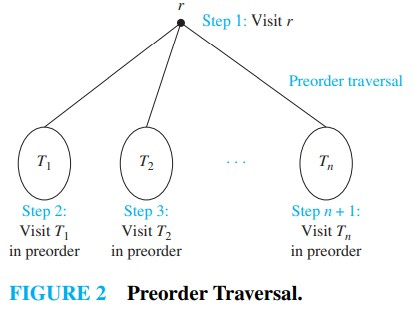 r
Step 1: Visit r
Preorder traversal
T1
T2
. . .
Tn
Step 2:
Visit T1
in preorder
Step 3:
Visit T2
in preorder
Step n + 1:
Visit Tn
in preorder
FIGURE 2 Preorder Traversal.